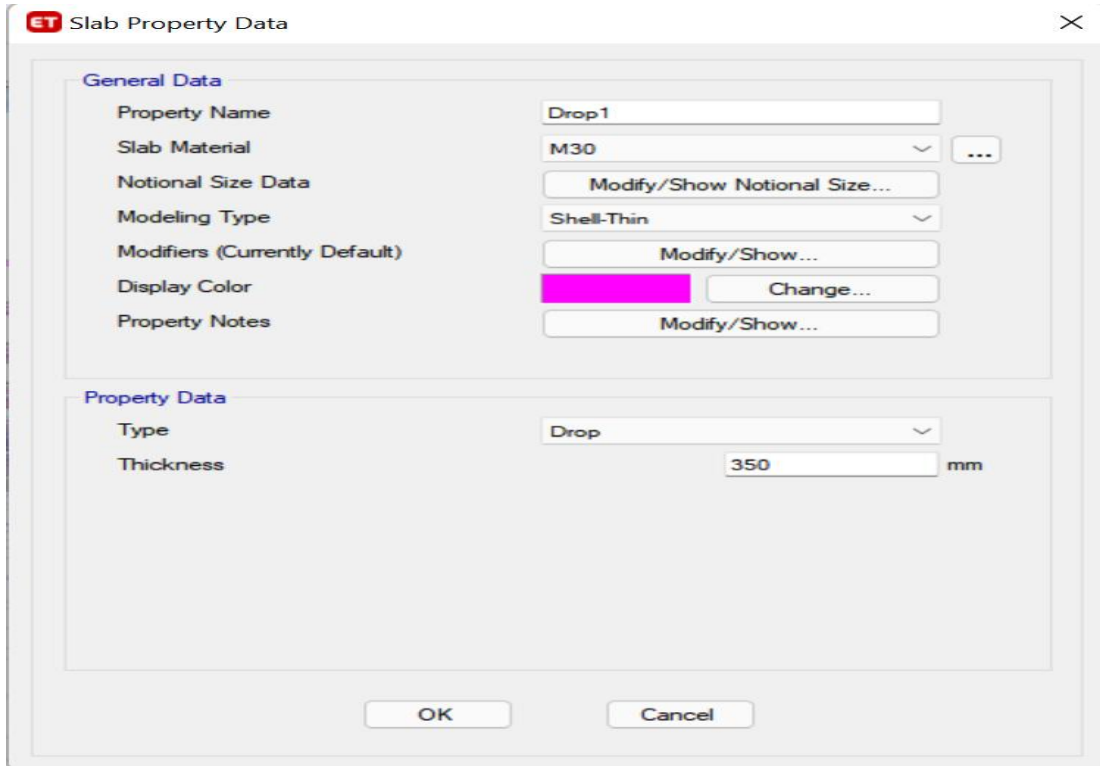 ET Slab Property Data
General Data
Property Name Drop1
Slab Material M30 ...
Notional Size Data Modify/Show Notional Size...
Modeling Type Shell-Thin
Modifiers (Currently Default) Modify/Show...
Display Color Change...
Property Notes Modify/Show...
Property Data
Type Drop
Thickness 350 mm
OK Cancel